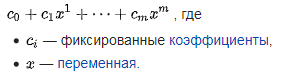 c₀ + c₁x¹ + ⋯ + cₘxᵐ , где
• cᵢ — фиксированные коэффициенты,
• x — переменная.